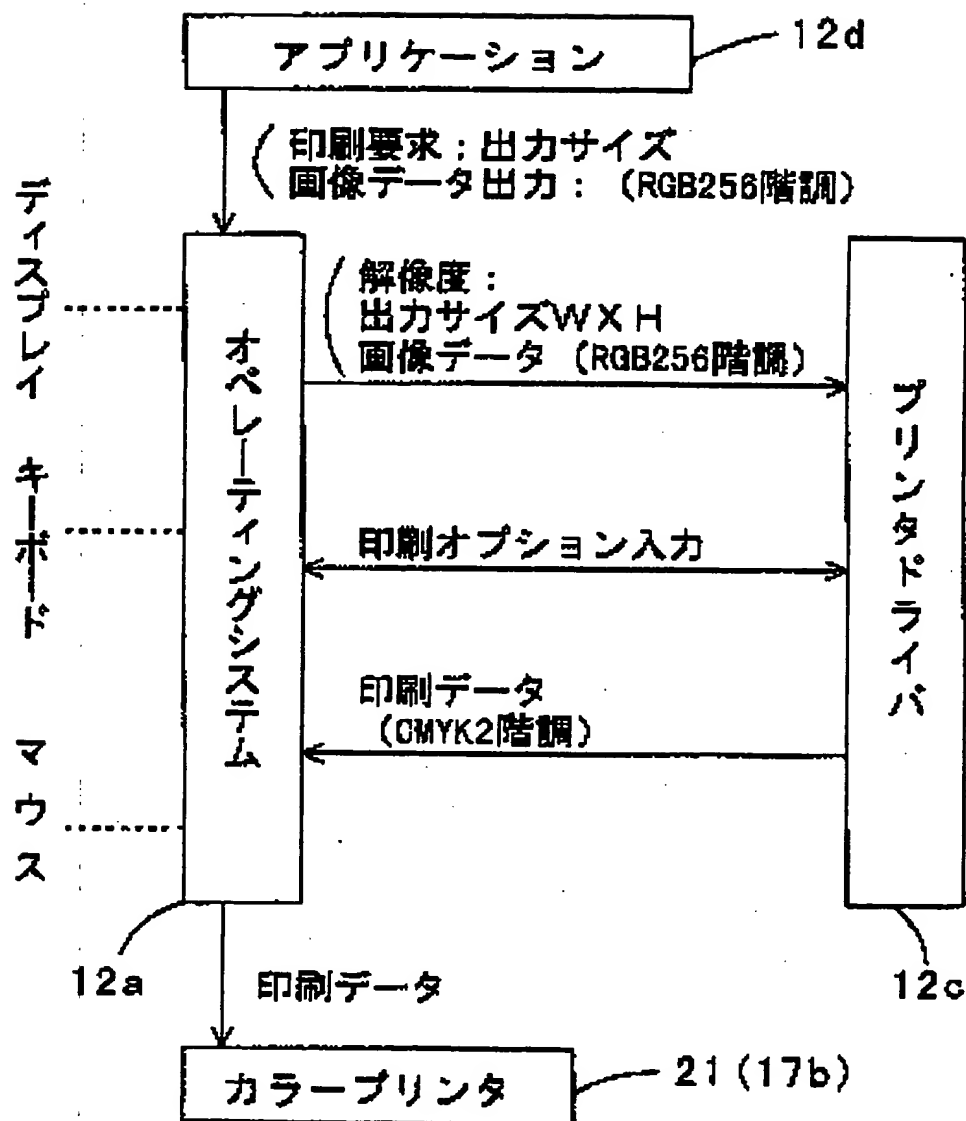 アプリケーション
12d
印刷要求:出力サイズ
画像データ出力:(RGB256階調)
ディスプレイ
キーボード
マウス
オペレーティングシステム
解像度:
出力サイズWXH
画像データ(RGB256階調)
印刷オプション入力
印刷データ
(CMYK2階調)
プリンタドライバ
12a
印刷データ
12c
カラープリンタ
21(17b)